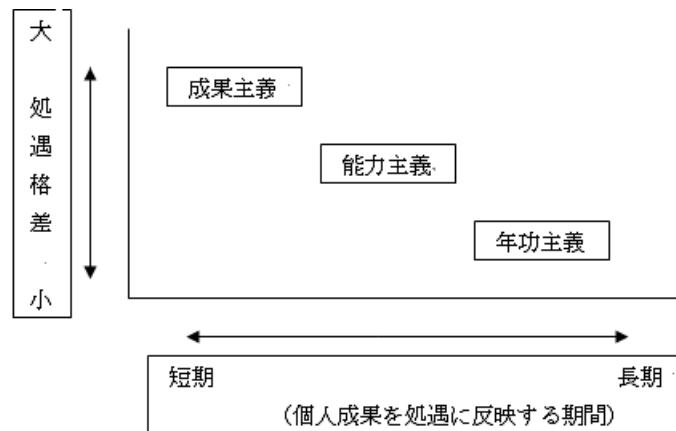 大 処遇格差 小
成果主義
能力主義
年功主義
短期 長期
(個人成果を処遇に反映する期間)